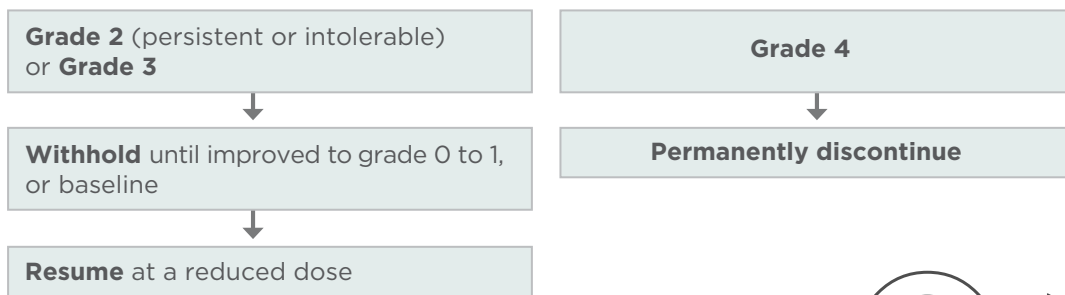 Grade 2 (persistent or intolerable)
or Grade 3
Withhold until improved to grade 0 to 1,
or baseline
Resume at a reduced dose
Grade 4
Permanently discontinue